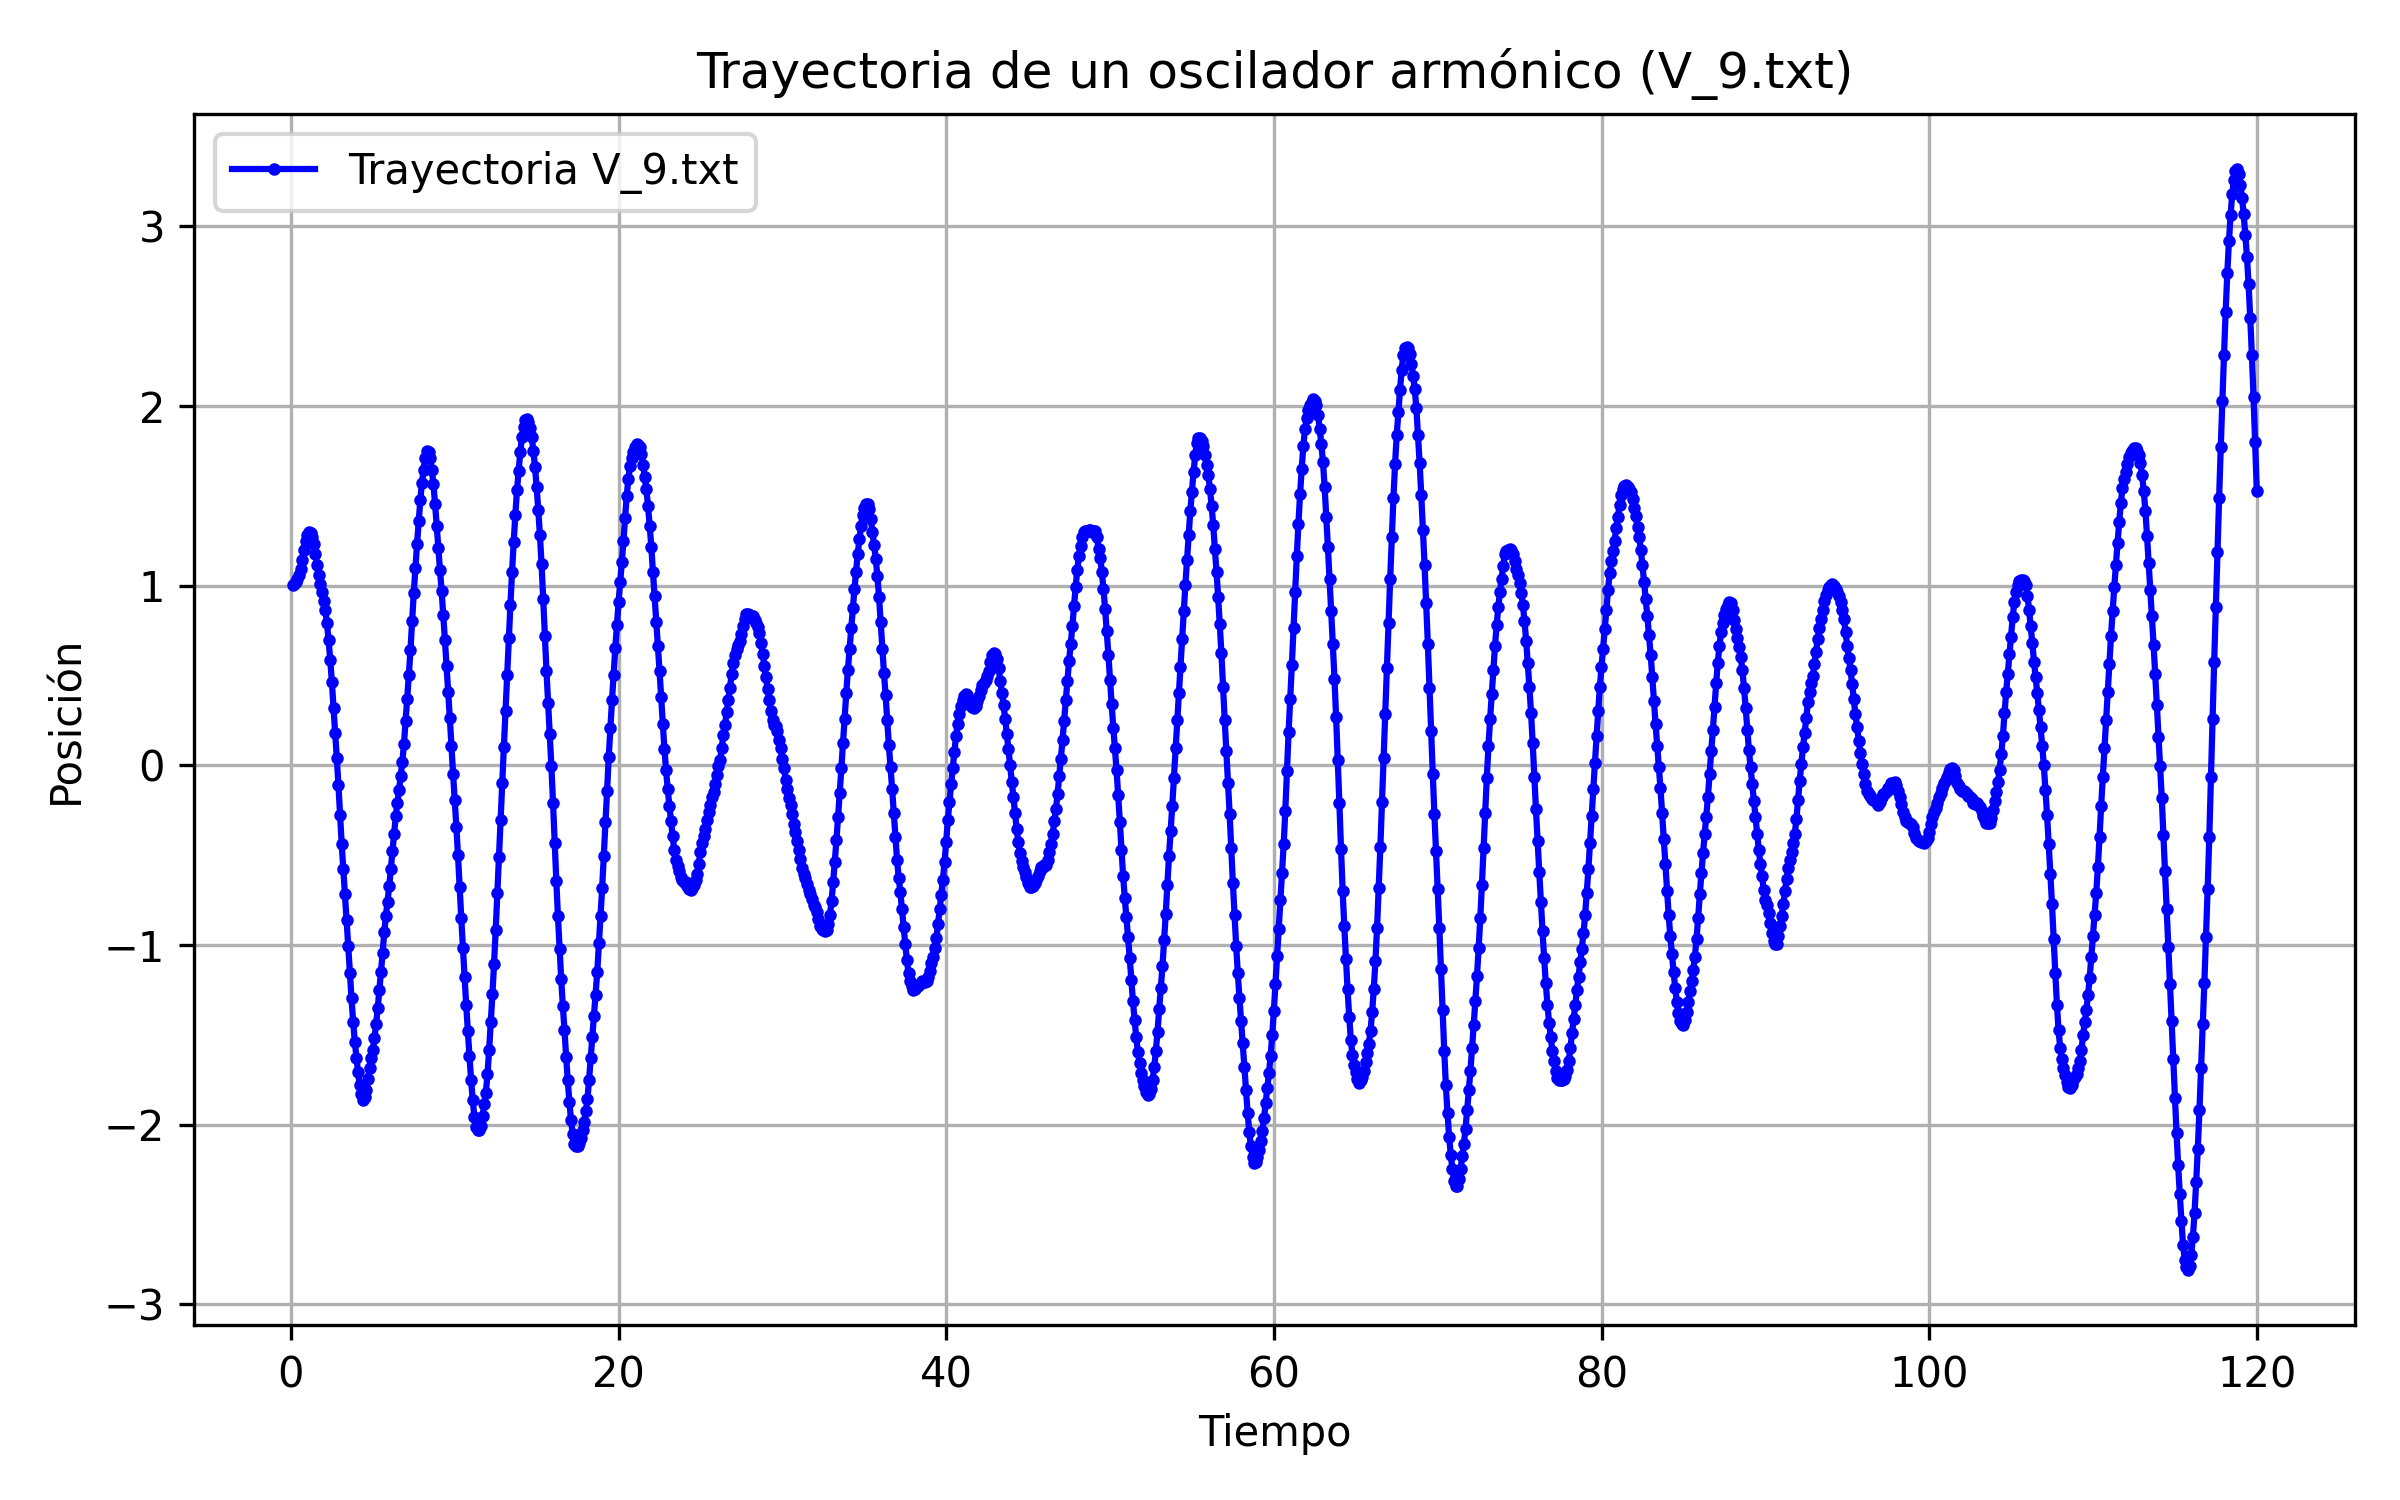 Trayectoria de un oscilador armónico (V_9.txt)
Trayectoria V_9.txt
Posición
3
2
1
0
−1
−2
−3
0 20 40 60 80 100 120
Tiempo